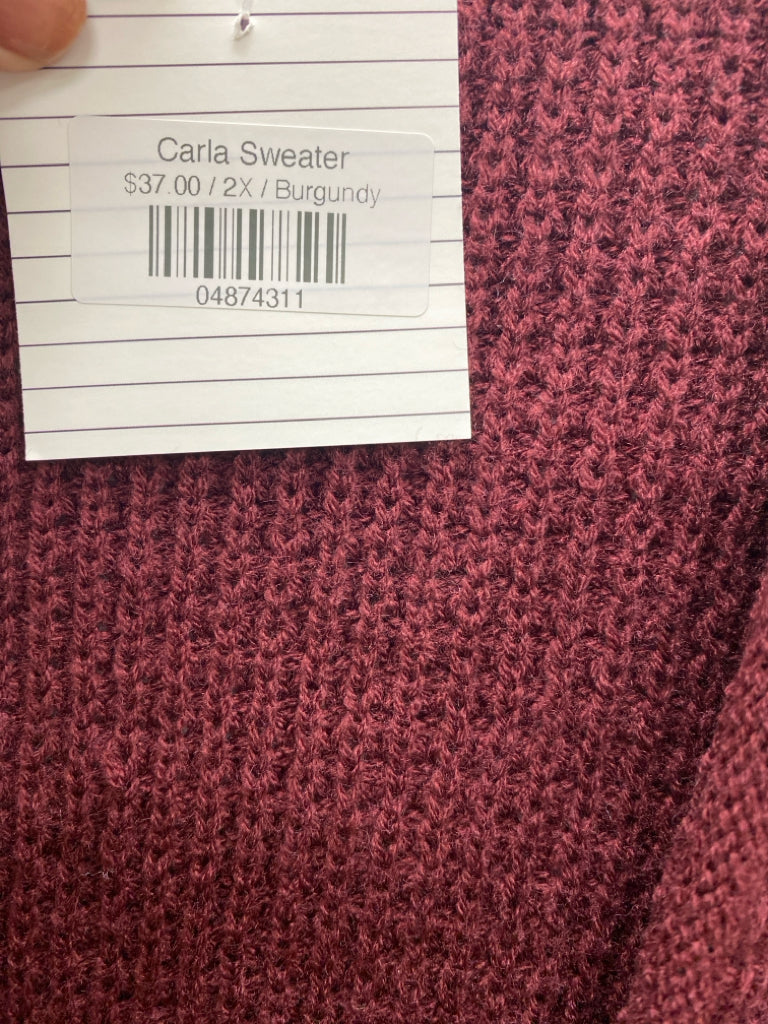 Carla Sweater
$37.00 / 2X / Burgundy
04874311